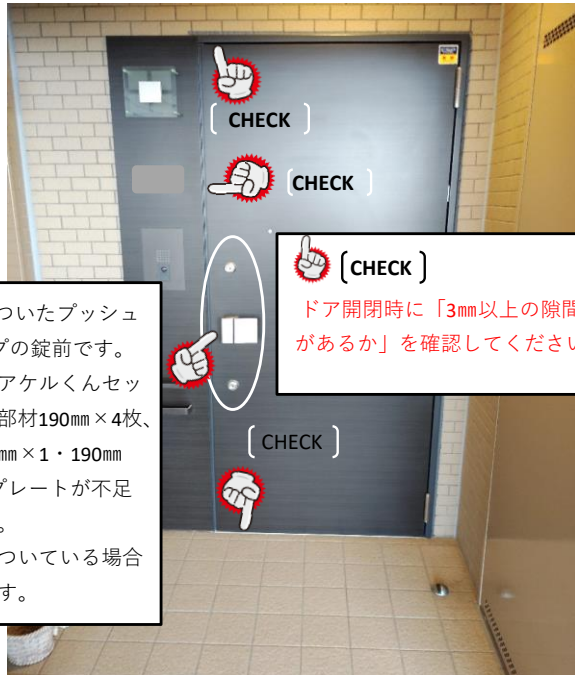 [ CHECK ]
[ CHECK ]
[ CHECK ]
ドア開閉時に「3㎜以上の隙間
があるか」を確認してください
ついたプッシュ
プの錠前です。
アケルくんセッ
部材190㎜×4枚、
㎜×1・190㎜
プレートが不足
。
ついている場合
す。
[ CHECK ]